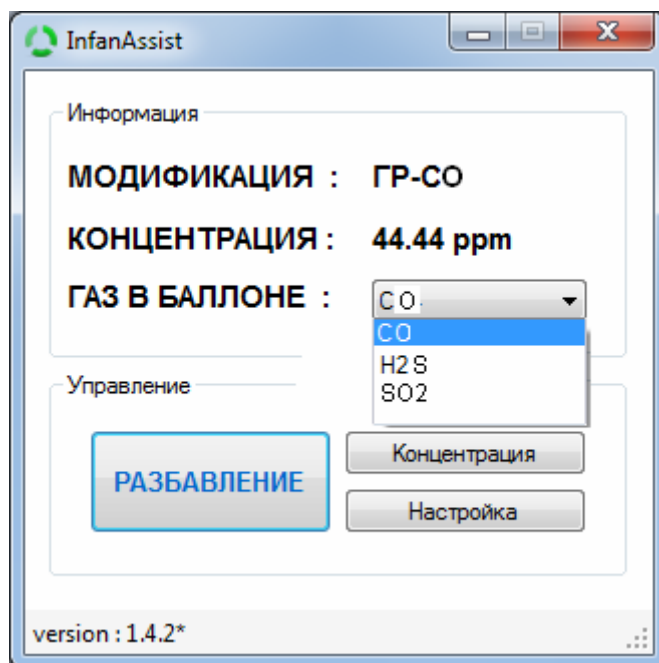 InfanAssist
Информация
МОДИФИКАЦИЯ : ГР-СО
КОНЦЕНТРАЦИЯ : 44.44 ppm
ГАЗ В БАЛЛОНЕ : CO
CO
H2S
SO2
Управление
РАЗБАВЛЕНИЕ
Концентрация
Настройка
version : 1.4.2*